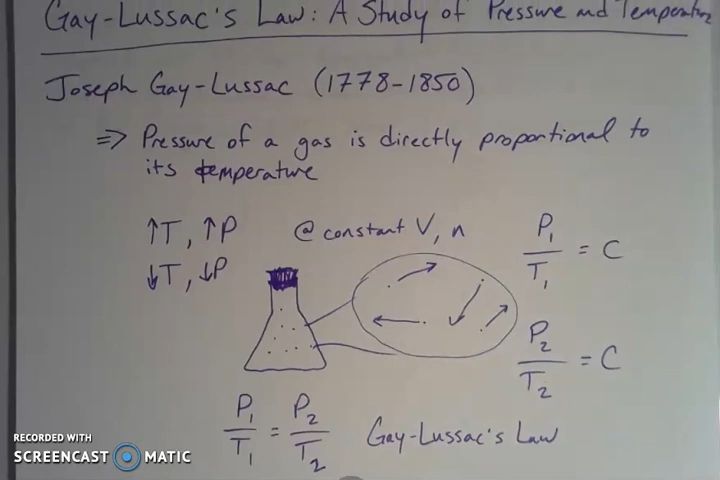 Gay-Lussac's Law: A Study of Pressure and Temperature
Joseph Gay-Lussac (1778-1850)
⇒ Pressure of a gas is directly proportional to
its temperature
↑T, ↑P @ constant V, n
↓T, ↓P
P₁/T₁ = C
P₂/T₂ = C
P₁/T₁ = P₂/T₂ Gay-Lussac's Law
RECORDED WITH
SCREENCAST MATIC